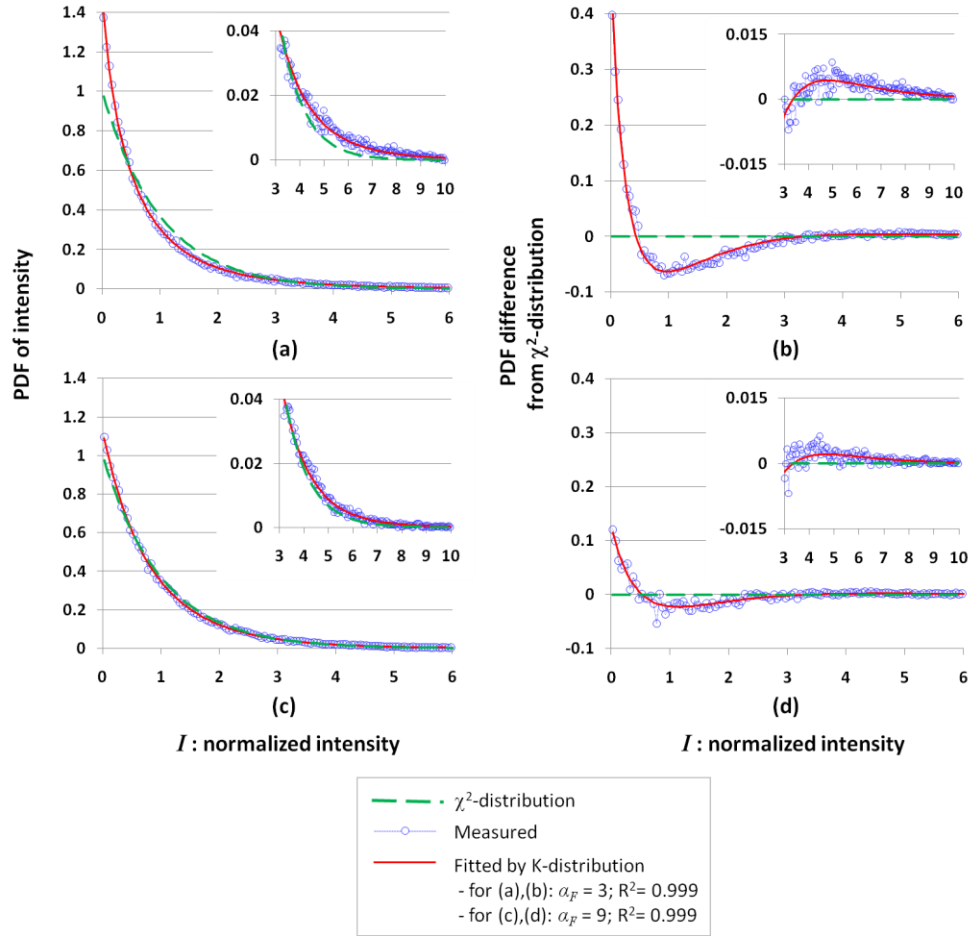 PDF of intensity
1.4
1.2
1
0.8
0.6
0.4
0.2
0
0 1 2 3 4 5 6
0.04
0.02
0
3 4 5 6 7 8 9 10
(a)
PDF difference
from χ²-distribution
0.4
0.3
0.2
0.1
0
-0.1
0 1 2 3 4 5 6
0.015
0
-0.015
3 4 5 6 7 8 9 10
(b)
1.4
1.2
1
0.8
0.6
0.4
0.2
0
0 1 2 3 4 5 6
0.04
0.02
0
3 4 5 6 7 8 9 10
(c)
I : normalized intensity
0.4
0.3
0.2
0.1
0
-0.1
0 1 2 3 4 5 6
0.015
0
-0.015
3 4 5 6 7 8 9 10
(d)
I : normalized intensity
χ²-distribution
Measured
Fitted by K-distribution
- for (a),(b): α_F = 3; R²= 0.999
- for (c),(d): α_F = 9; R²= 0.999